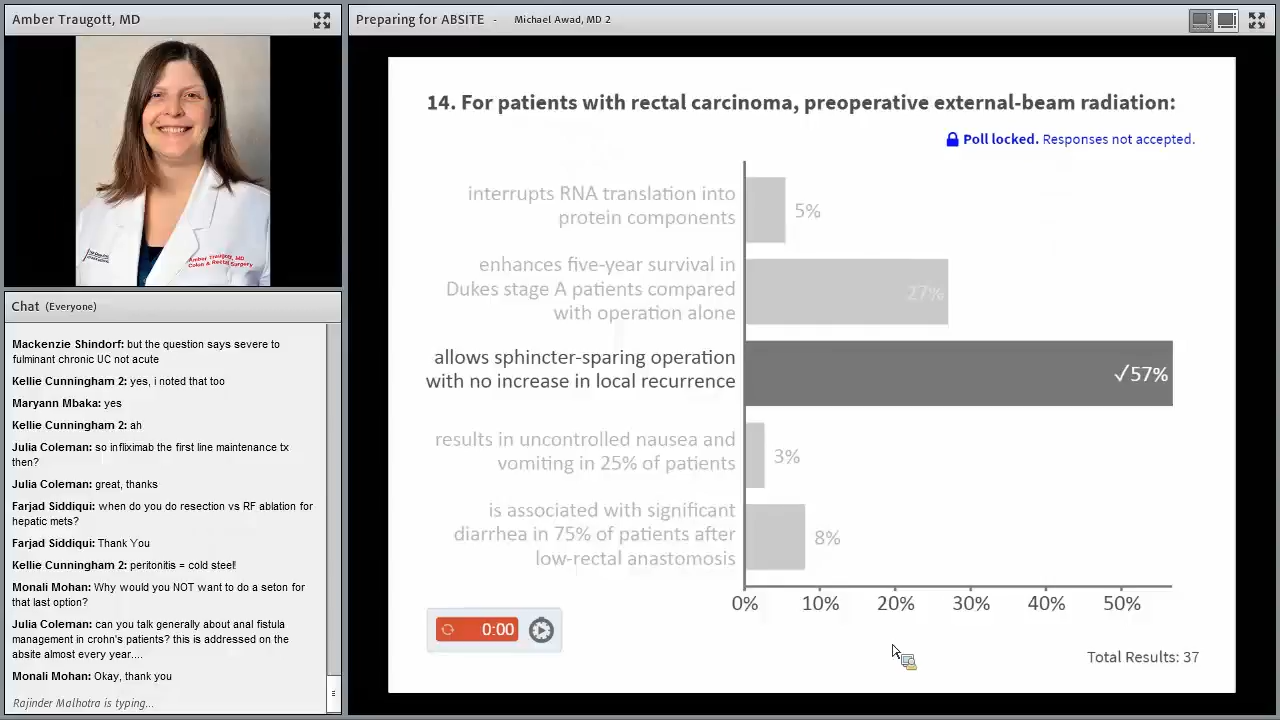 Amber Traugott, MD
Amber Traugott, MD
Colon & Rectal Surgery
Chat (Everyone)
Mackenzie Shindorf: but the question says severe to
fulminant chronic UC not acute
Kellie Cunningham 2: yes, i noted that too
Maryann Mbaka: yes
Kellie Cunningham 2: ah
Julia Coleman: so infliximab the first line maintenance tx
then?
Julia Coleman: great, thanks
Farjad Siddiqui: when do you do resection vs RF ablation for
hepatic mets?
Farjad Siddiqui: Thank You
Kellie Cunningham 2: peritonitis = cold steel!
Monali Mohan: Why would you NOT want to do a seton for
that last option?
Julia Coleman: can you talk generally about anal fistula
management in crohn's patients? this is addressed on the
absite almost every year....
Monali Mohan: Okay, thank you
Rajinder Malhotra is typing...
Preparing for ABSITE - Michael Awad, MD 2
14. For patients with rectal carcinoma, preoperative external-beam radiation:
Poll locked. Responses not accepted.
interrupts RNA translation into
protein components
5%
enhances five-year survival in
Dukes stage A patients compared
with operation alone
27%
allows sphincter-sparing operation
with no increase in local recurrence
✓57%
results in uncontrolled nausea and
vomiting in 25% of patients
3%
is associated with significant
diarrhea in 75% of patients after
low-rectal anastomosis
8%
0% 10% 20% 30% 40% 50%
0:00
Total Results: 37